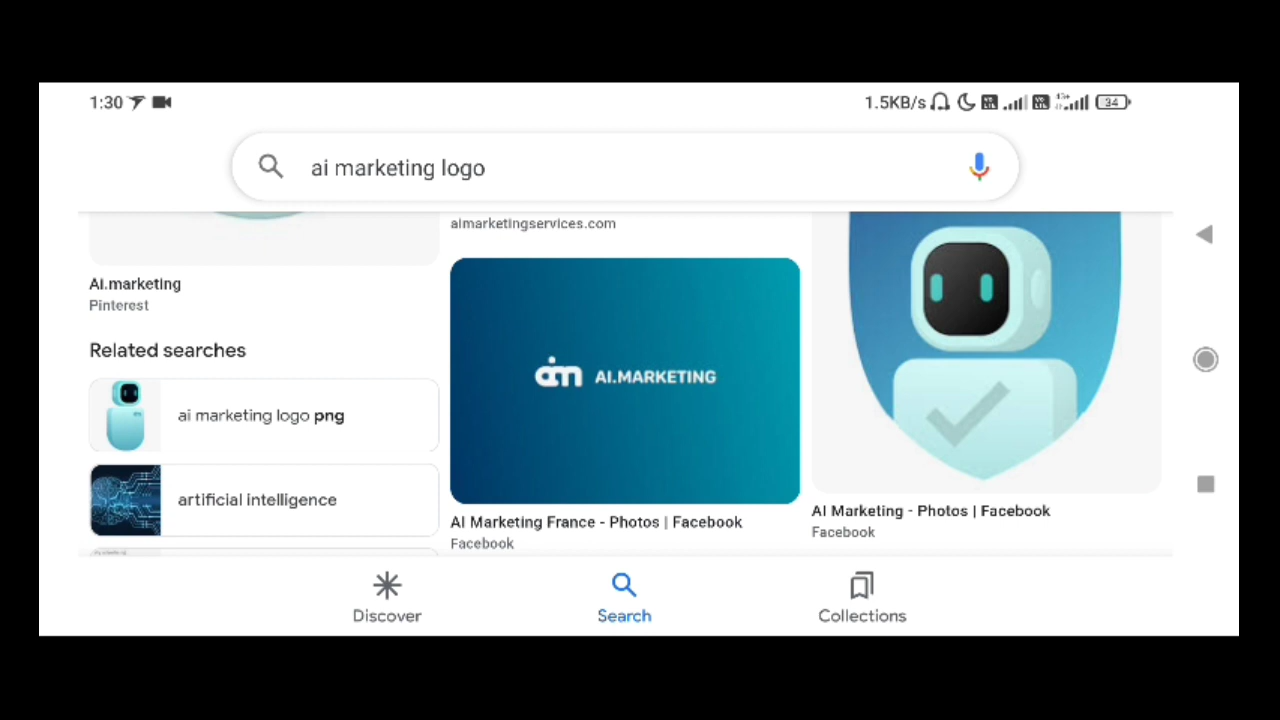 1:30
1.5KB/s
34
ai marketing logo
AI.marketing
Pinterest
Related searches
ai marketing logo png
artificial intelligence
aimarketingservices.com
aim AI.MARKETING
AI Marketing France - Photos | Facebook
Facebook
AI Marketing - Photos | Facebook
Facebook
Discover
Search
Collections